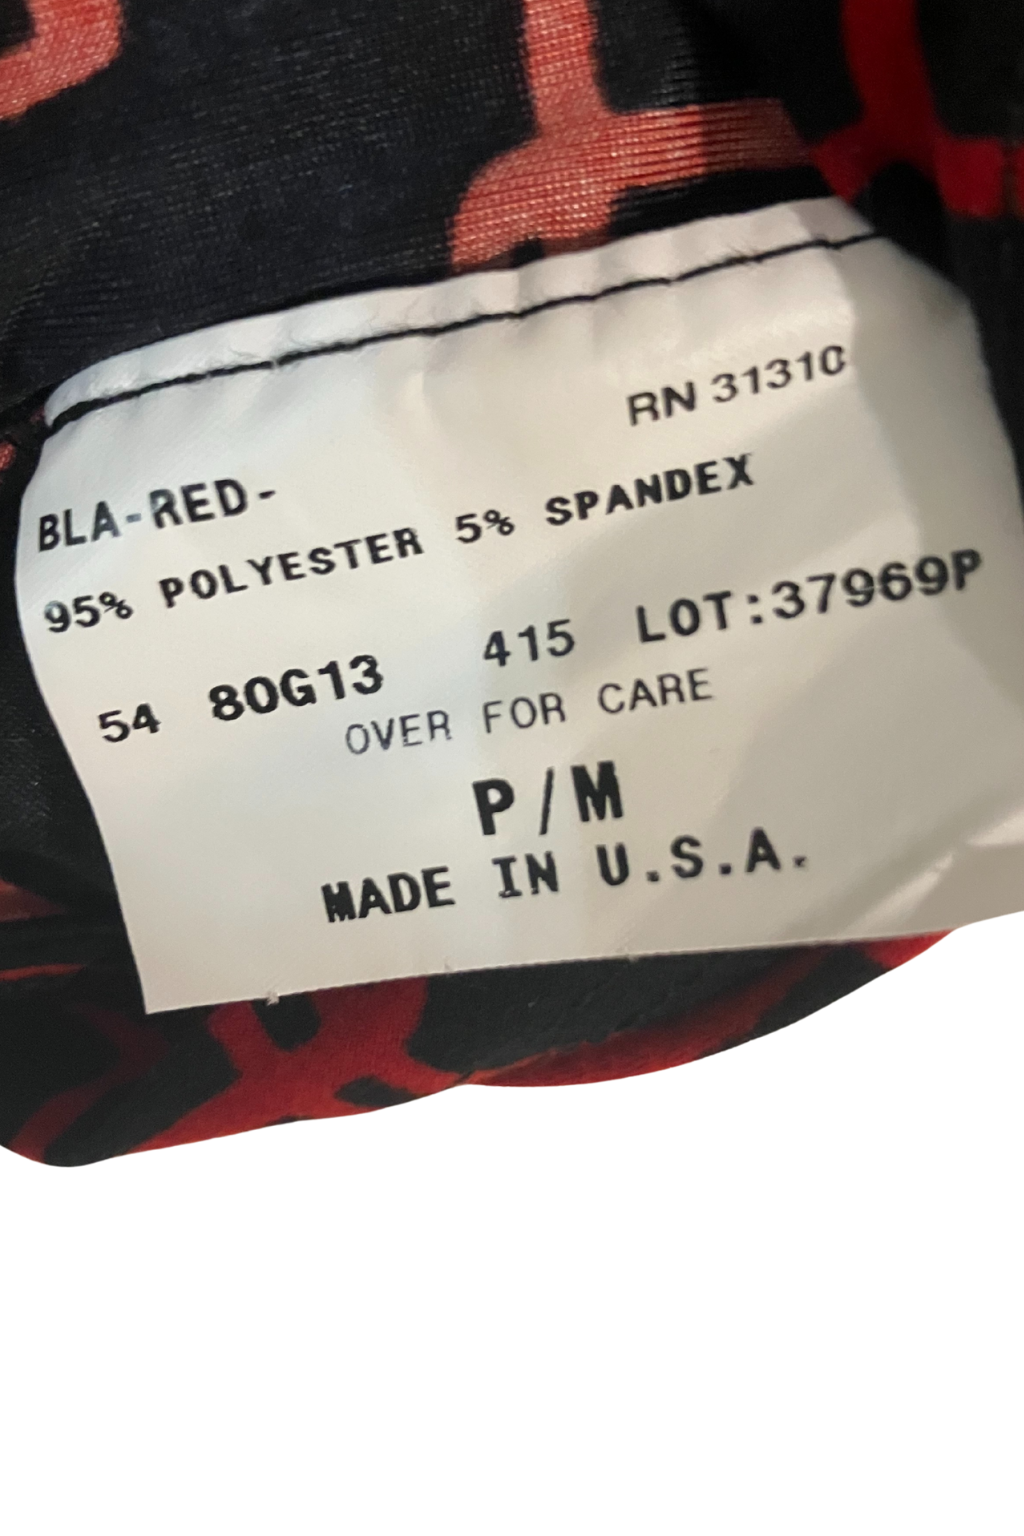 RN 31310
BLA-RED-
95% POLYESTER 5% SPANDEX
54 80G13 415 LOT:37969P
OVER FOR CARE
P/M
MADE IN U.S.A.